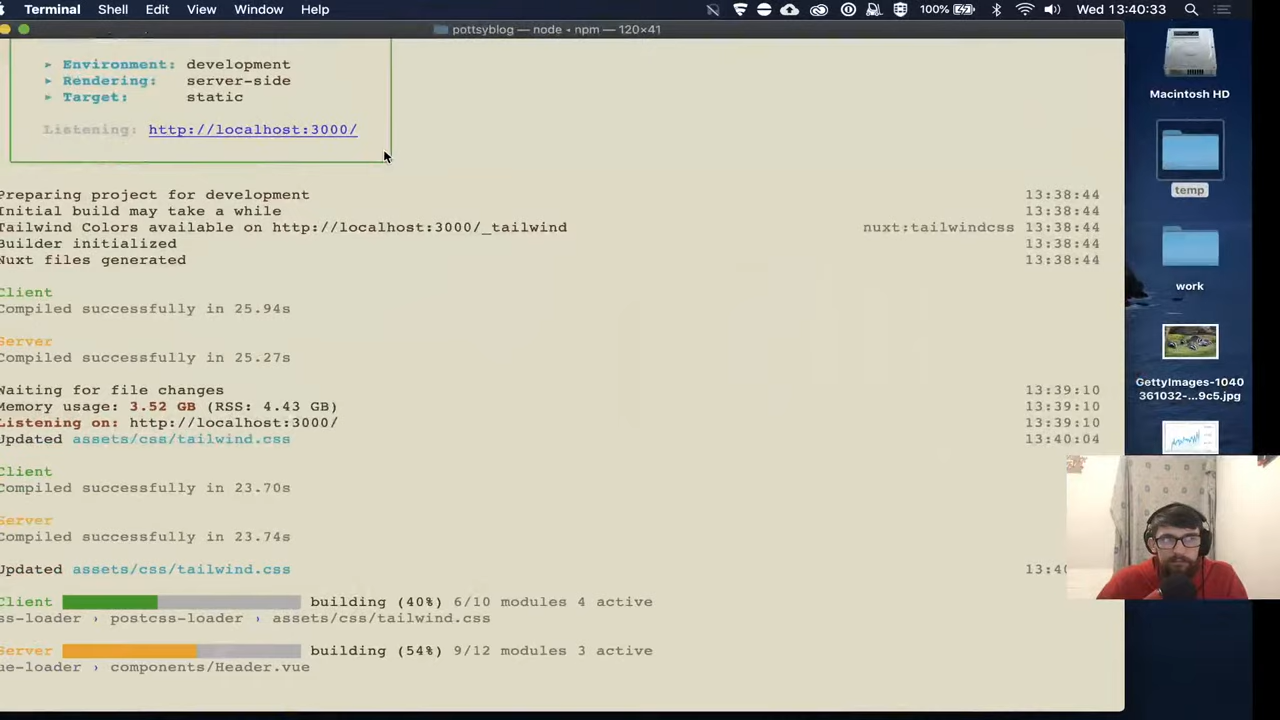 Terminal Shell Edit View Window Help 100% Wed 13:40:33
pottsyblog — node ◂ npm — 120×41
▸ Environment: development
▸ Rendering: server-side
▸ Target: static
Listening: http://localhost:3000/
Preparing project for development 13:38:44
Initial build may take a while 13:38:44
Tailwind Colors available on http://localhost:3000/_tailwind nuxt:tailwindcss 13:38:44
Builder initialized 13:38:44
Nuxt files generated 13:38:44
Client
Compiled successfully in 25.94s
Server
Compiled successfully in 25.27s
Waiting for file changes 13:39:10
Memory usage: 3.52 GB (RSS: 4.43 GB) 13:39:10
Listening on: http://localhost:3000/ 13:39:10
Updated assets/css/tailwind.css 13:40:04
Client
Compiled successfully in 23.70s
Server
Compiled successfully in 23.74s
Updated assets/css/tailwind.css 13:40
Client building (40%) 6/10 modules 4 active
ss-loader › postcss-loader › assets/css/tailwind.css
Server building (54%) 9/12 modules 3 active
ue-loader › components/Header.vue
Macintosh HD
temp
work
GettyImages-1040
361032-...9c5.jpg